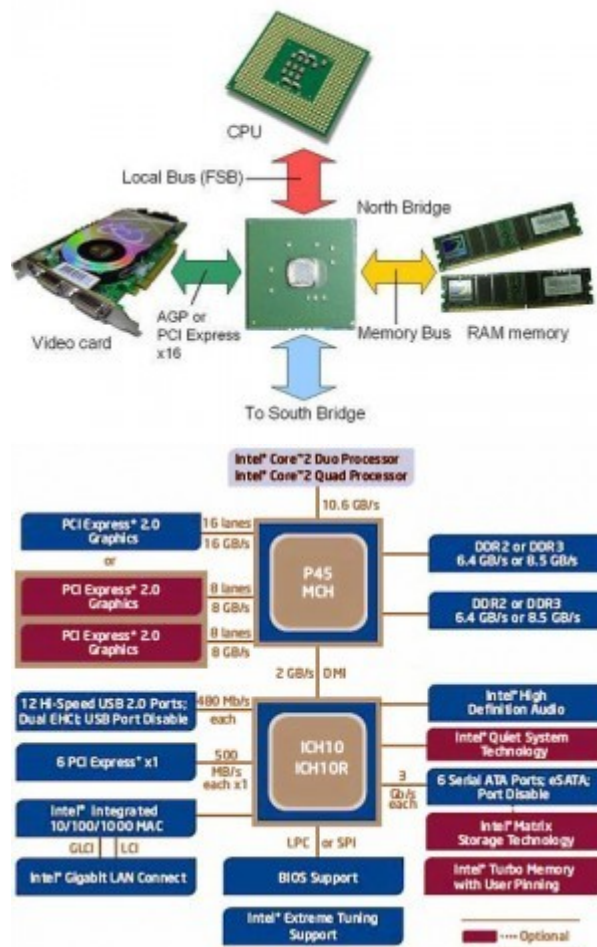 CPU
Local Bus (FSB)
North Bridge
AGP or
PCI Express
x16
Video card
Memory Bus
RAM memory
To South Bridge
Intel® Core™2 Duo Processor
Intel® Core™2 Quad Processor
10.6 GB/s
PCI Express® 2.0
Graphics
16 lanes
16 GB/s
or
PCI Express® 2.0
Graphics
8 lanes
8 GB/s
PCI Express® 2.0
Graphics
8 lanes
8 GB/s
P45
MCH
DDR2 or DDR3
6.4 GB/s or 8.5 GB/s
DDR2 or DDR3
6.4 GB/s or 8.5 GB/s
2 GB/s DMI
12 Hi-Speed USB 2.0 Ports;
Dual EHCI; USB Port Disable
480 Mb/s
each
6 PCI Express® x1
500
MB/s
each x1
Intel® Integrated
10/100/1000 MAC
GLCI LCI
Intel® Gigabit LAN Connect
ICH10
ICH10R
Intel® High
Definition Audio
Intel® Quiet System
Technology
3
Gb/s
each
6 Serial ATA Ports; eSATA;
Port Disable
Intel® Matrix
Storage Technology
Intel® Turbo Memory
with User Pinning
LPC or SPI
BIOS Support
Intel® Extreme Tuning
Support
Optional